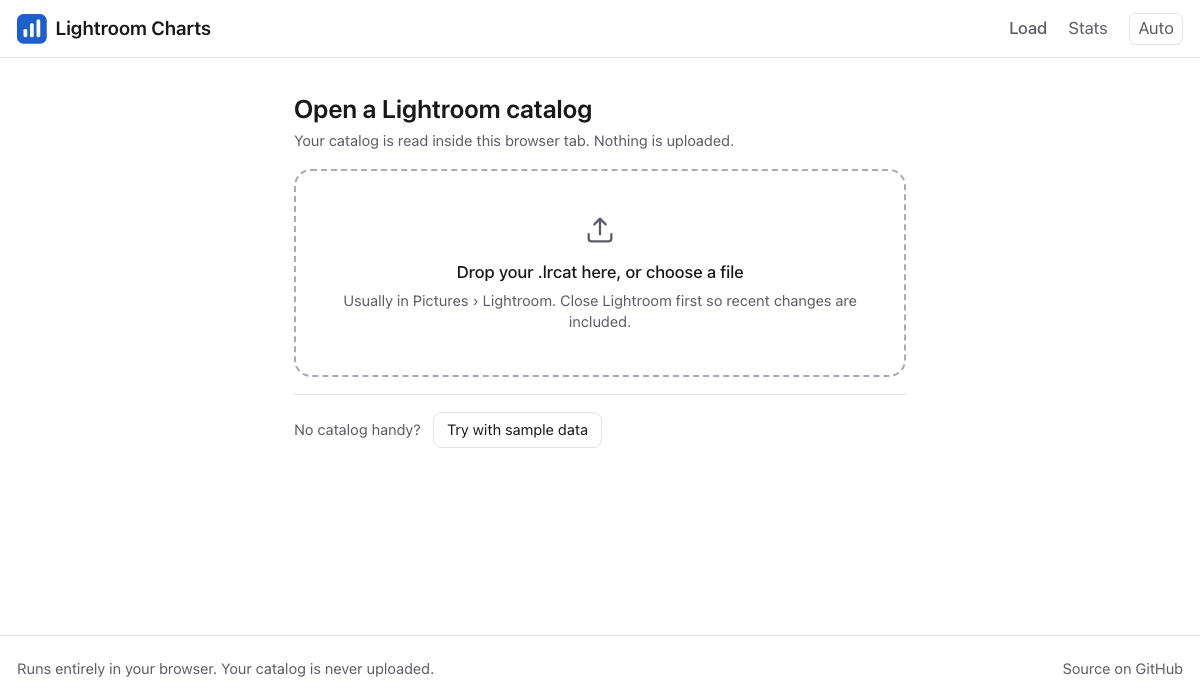 Lightroom Charts
Load
Stats
Auto
Open a Lightroom catalog
Your catalog is read inside this browser tab. Nothing is uploaded.
Drop your .lrcat here, or choose a file
Usually in Pictures › Lightroom. Close Lightroom first so recent changes are
included.
No catalog handy?
Try with sample data
Runs entirely in your browser. Your catalog is never uploaded.
Source on GitHub